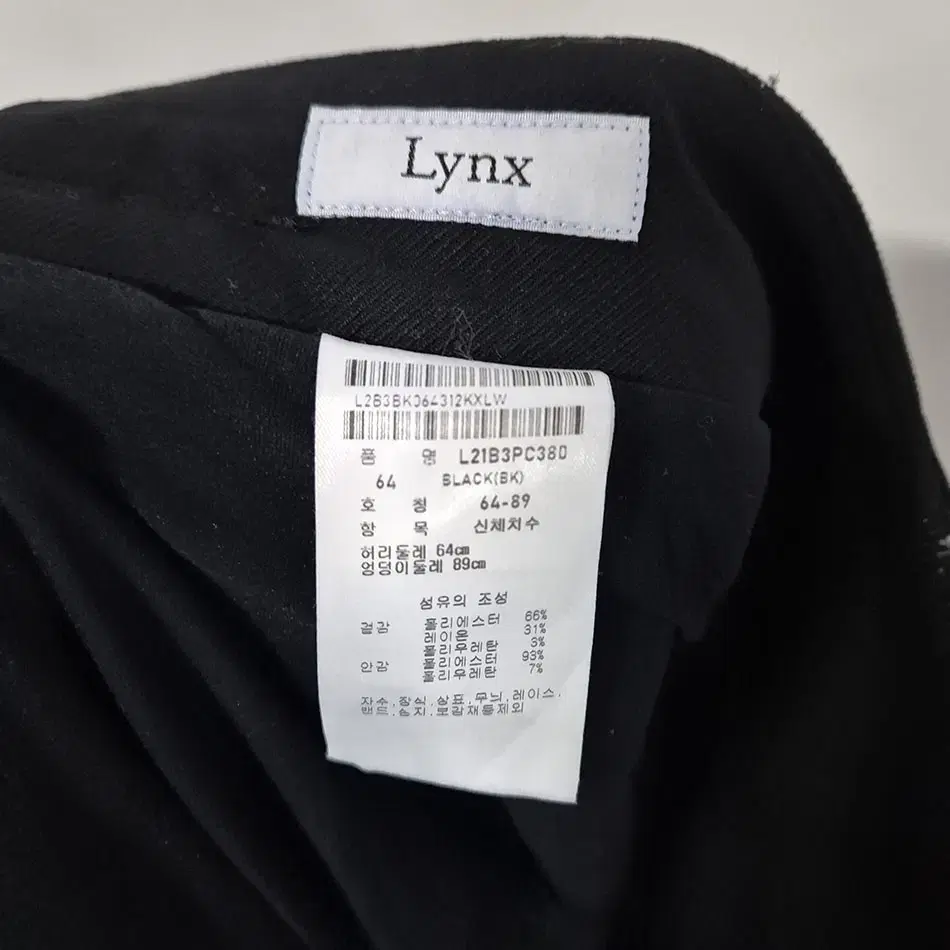 Lynx
L2B3BK064312KXLW
품 명 L21B3PC38D
64 BLACK(BK)
호 칭 64-89
항 목 신체치수
허리둘레 64㎝
엉덩이둘레 89㎝
섬유의 조성
겉감 폴리에스터 66%
레이온 31%
폴리우레탄 3%
안감 폴리에스터 93%
폴리우레탄 7%
자수,장식,상표,무늬,레이스,
밴드,심지,보강재등제외